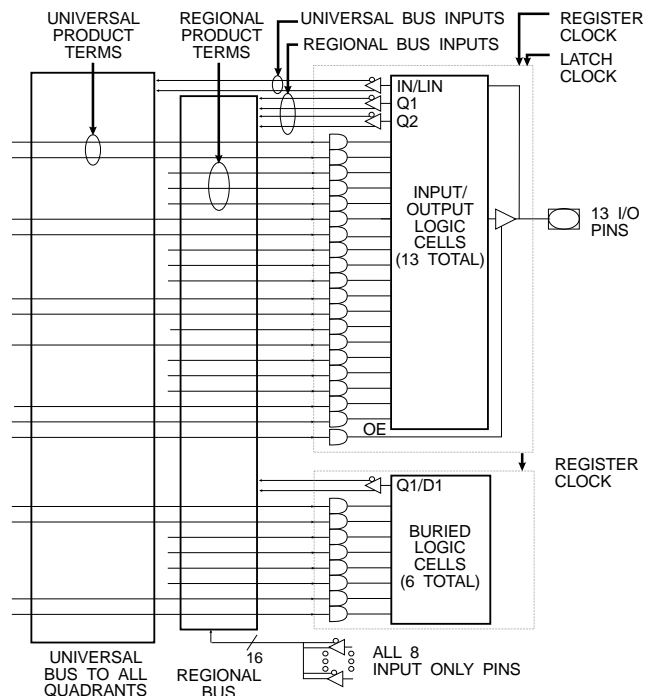 UNIVERSAL
PRODUCT
TERMS
REGIONAL
PRODUCT
TERMS
UNIVERSAL BUS INPUTS
REGIONAL BUS INPUTS
REGISTER
CLOCK
LATCH
CLOCK
IN/LIN
Q1
Q2
INPUT/
OUTPUT
LOGIC
CELLS
(13 TOTAL)
13 I/O
PINS
OE
REGISTER
CLOCK
Q1/D1
BURIED
LOGIC
CELLS
(6 TOTAL)
16
ALL 8
INPUT ONLY PINS
UNIVERSAL
BUS TO ALL
QUADRANTS
REGIONAL
BUS